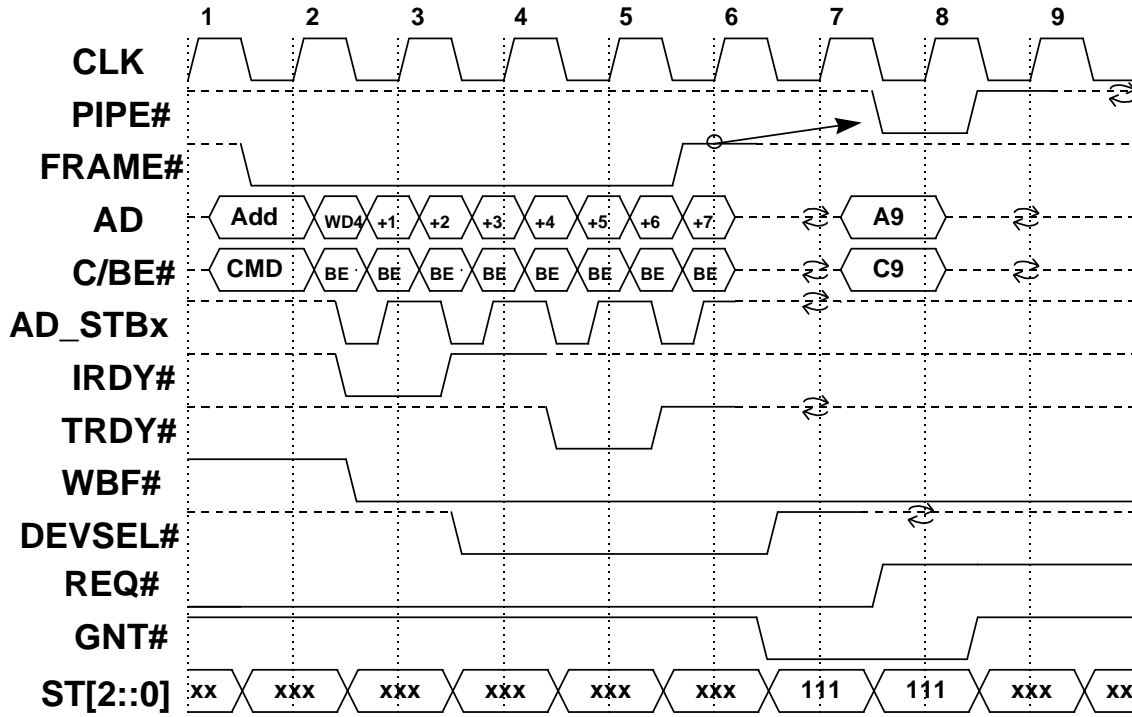 1 2 3 4 5 6 7 8 9
CLK
PIPE#
FRAME#
AD Add WD4 +1 +2 +3 +4 +5 +6 +7 A9
C/BE# CMD BE BE BE BE BE BE BE BE C9
AD_STBx
IRDY#
TRDY#
WBF#
DEVSEL#
REQ#
GNT#
ST[2::0] xx xxx xxx xxx xxx xxx 111 111 xxx xx